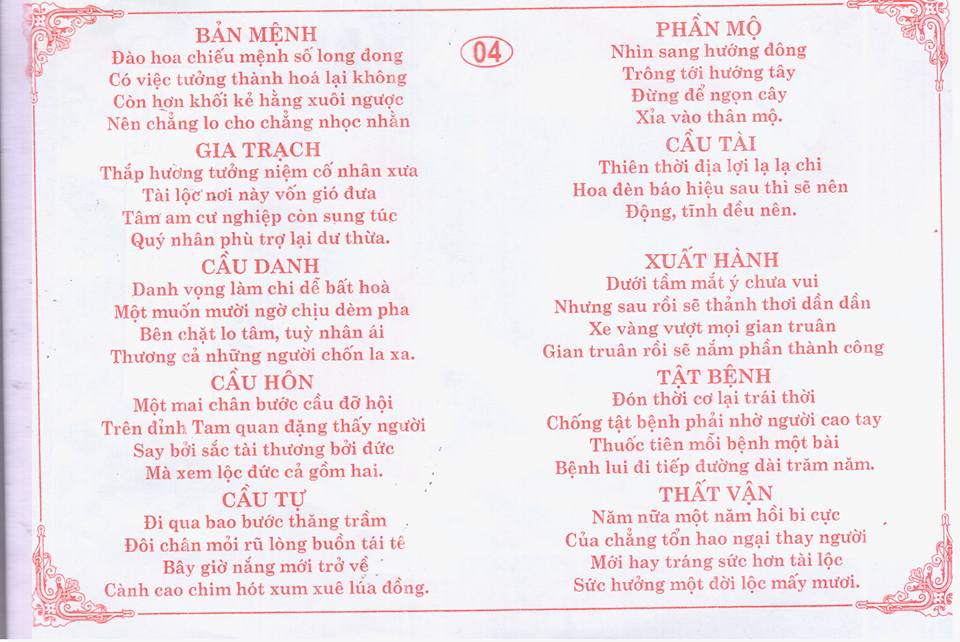 BẢN MỆNH
Đào hoa chiếu mệnh số long đong
Có việc tưởng thành hoá lại không
Còn hơn khối kẻ hằng xuôi ngược
Nên chẳng lo cho chẳng nhọc nhằn
GIA TRẠCH
Thắp hường tưởng niệm cố nhân xưa
Tài lộc nơi này vốn gió đưa
Tâm am cư nghiệp còn sung túc
Quý nhân phù trợ lại dư thừa.
CẦU DANH
Danh vọng làm chi dễ bất hoà
Một muốn mười ngờ chịu dèm pha
Bên chặt lo tâm, tuỳ nhân ái
Thương cả những người chốn la xa.
CẦU HÔN
Một mai chân bước cầu đỡ hội
Trên đỉnh Tam quan đặng thấy người
Say bởi sắc tài thương bởi đức
Mà xem lộc đức cả gồm hai.
CẦU TỰ
Đi qua bao bước thăng trầm
Đôi chân mỏi rũ lòng buồn tái tê
Bây giờ nắng mới trở về
Cành cao chim hót xum xuê lúa đồng.
04
PHẦN MỘ
Nhìn sang hướng đông
Trông tới hướng tây
Đừng để ngọn cây
Xỉa vào thân mộ.
CẦU TÀI
Thiên thời địa lợi lạ lạ chi
Hoa đèn báo hiệu sau thì sẽ nên
Động, tĩnh đều nên.
XUẤT HÀNH
Dưới tầm mắt ý chưa vui
Nhưng sau rồi sẽ thảnh thơi dần dần
Xe vàng vượt mọi gian truân
Gian truân rồi sẽ nắm phần thành công
TẬT BỆNH
Đón thời cơ lại trái thời
Chống tật bệnh phải nhờ người cao tay
Thuốc tiên mỗi bệnh một bài
Bệnh lui đi tiếp đường dài trăm năm.
THẤT VẬN
Năm nữa một năm hồi bi cực
Của chẳng tổn hao ngại thay người
Mới hay tráng sức hơn tài lộc
Sức hưởng một đời lộc mấy mươi.